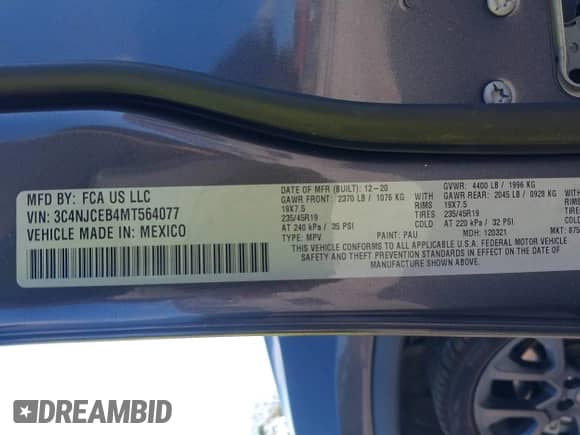 MFD BY: FCA US LLC
VIN: 3C4NJCEB4MT564077
VEHICLE MADE IN: MEXICO
DATE OF MFR (BUILT): 12-20 GVWR: 4400 LB / 1996 KG
GAWR FRONT: 2370 LB / 1076 KG RIMS GAWR REAR: 2045 LB / 0928 KG RIMS
19X7.5 19X7.5
235/45R19 TIRES 235/45R19 TIRES
AT 240 kPa / 35 PSI COLD AT 220 kPa / 32 PSI
TYPE: MPV PAINT: PAU MDH: 120321 MKT: 875
THIS VEHICLE CONFORMS TO ALL APPLICABLE U.S.A. FEDERAL MOTOR VEHICLE
SAFETY AND THEFT PREVENTION STANDARDS IN EFFECT ON THE DATE OF
MANUFACTURE SHOWN ABOVE.
DREAMBID